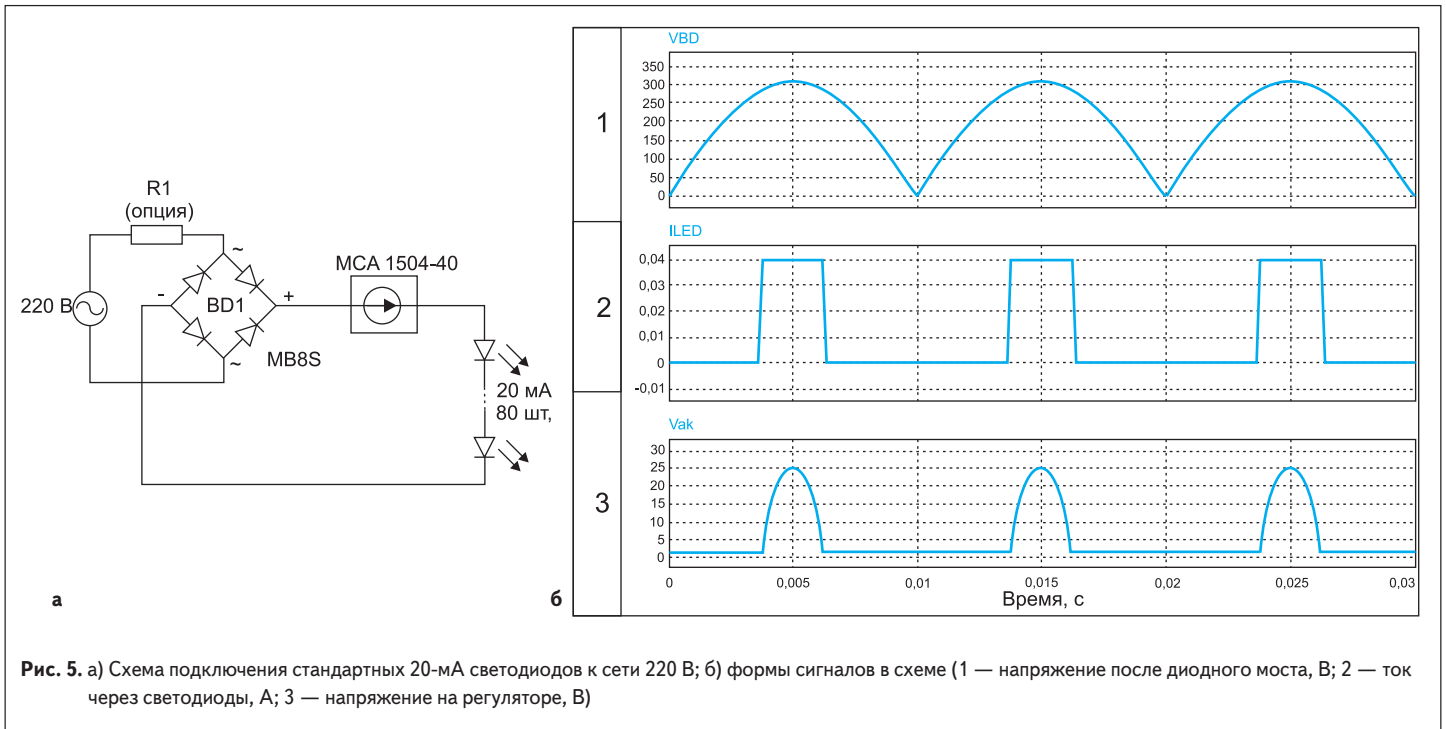 R1
(опция)
~
220 В
-
BD1
+
~
MB8S
МСА 1504-40
20 мА
80 шт,
а
б
1
VBD
350
300
250
200
150
100
50
0
2
ILED
0,04
0,03
0,02
0,01
0,01
0
-0,01
3
Vak
30
25
20
15
10
5
0
0
0,005
0,01
0,015
0,02
0,025
0,03
Время, с
Рис. 5. а) Схема подключения стандартных 20-мА светодиодов к сети 220 В; б) формы сигналов в схеме (1 — напряжение после диодного моста, В; 2 — ток
через светодиоды, А; 3 — напряжение на регуляторе, В)